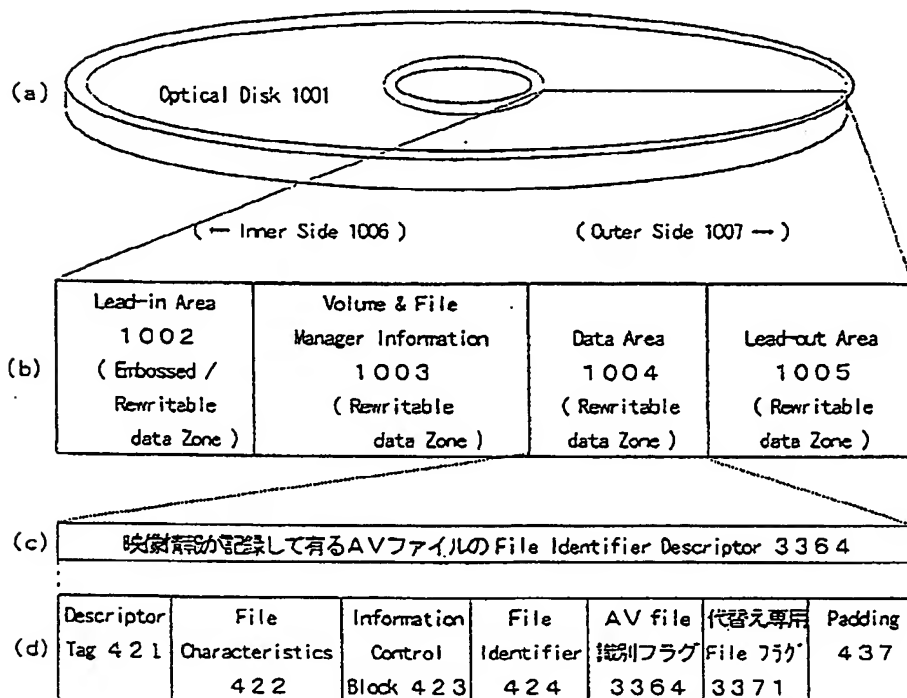 (a)
Optical Disk 1001
(← Inner Side 1006 )
(Outer Side 1007 →)
(b)
Lead-in Area
1002
( Embossed /
Rewritable
data Zone )
Volume & File
Manager Information
1003
( Rewritable
data Zone )
Data Area
1004
( Rewritable
data Zone )
Lead-out Area
1005
( Rewritable
data Zone )
(c)
映像情報が記録して有るAVファイルのFile Identifier Descriptor 3364
(d)
Descriptor
Tag 421
File
Characteristics
422
Information
Control
Block 423
File
Identifier
424
AV file
識別フラグ
3364
代替え専用
File フラグ
3371
Padding
437